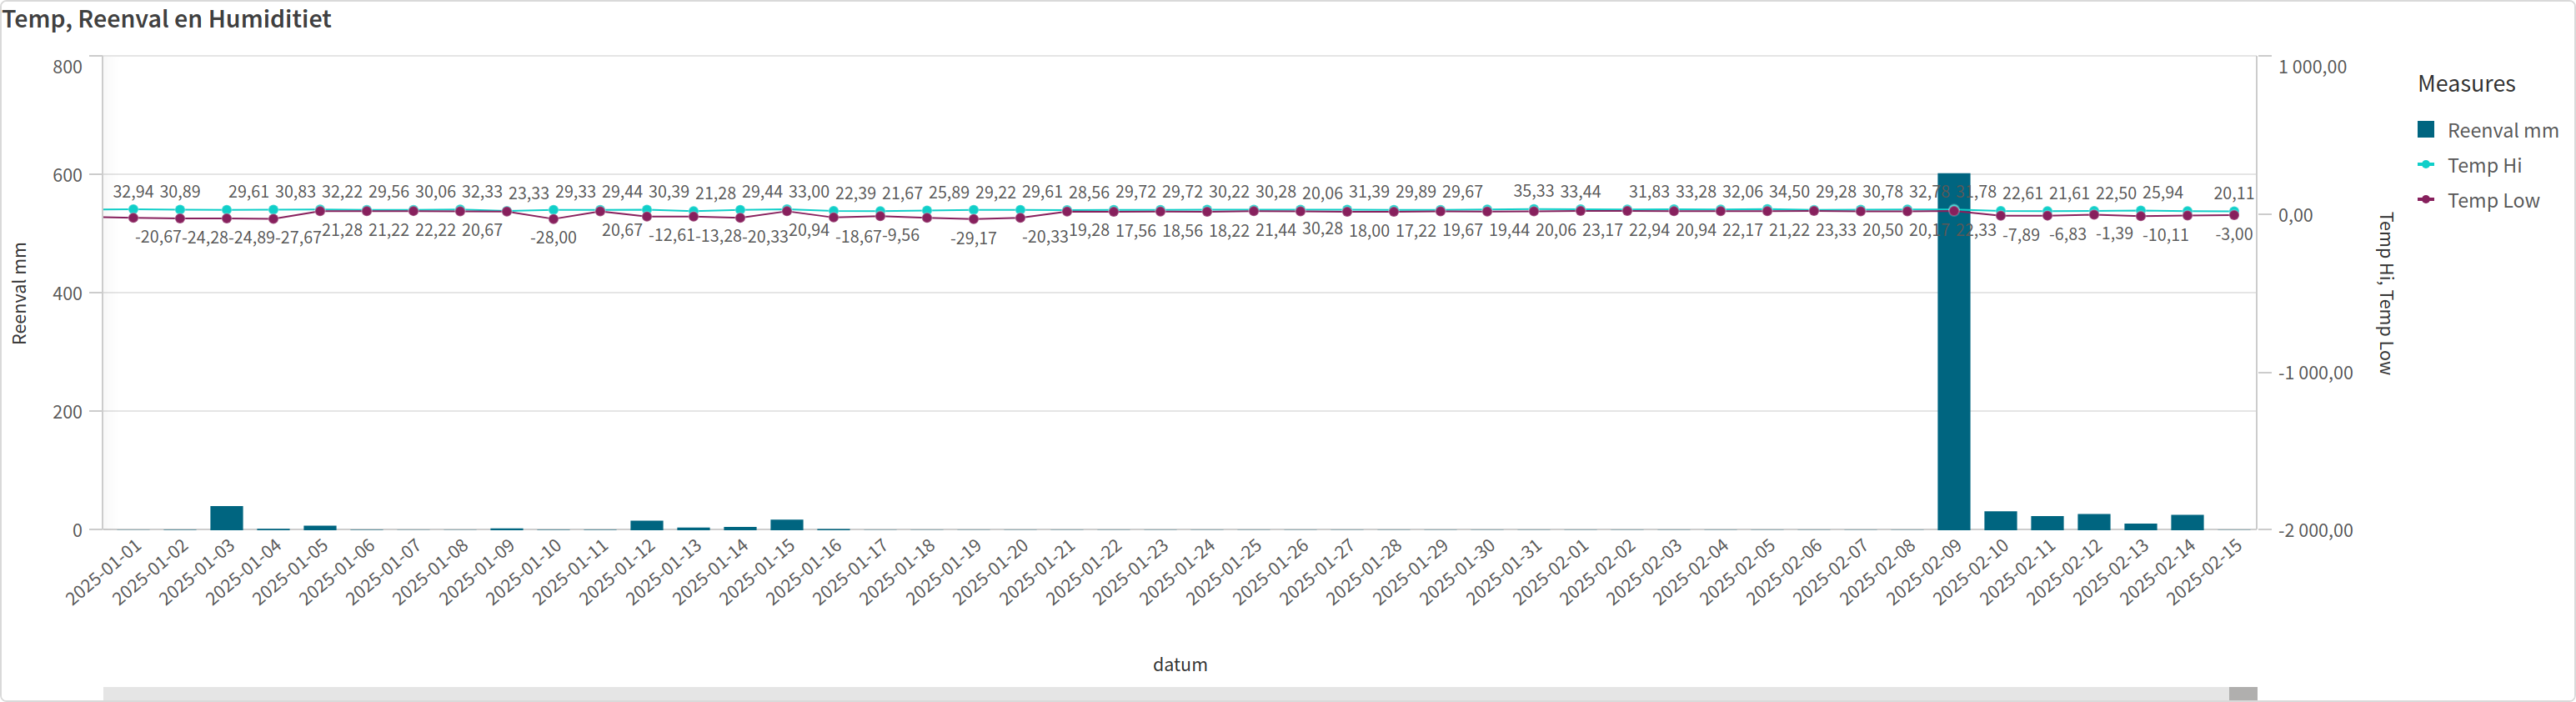 Temp, Reenval en Humiditiet
Reenval mm
800
600
400
200
0
32,94 30,89 29,61 30,83 32,22 29,56 30,06 32,33 23,33 29,33 29,44 30,39 21,28 29,44 33,00 22,39 21,67 25,89 29,22 29,61 28,56 29,72 29,72 30,22 30,28 20,06 31,39 29,89 29,67 35,33 33,44 31,83 33,28 32,06 34,50 29,28 30,78 32,78 31,78 22,61 21,61 22,50 25,94 20,11
-20,67 -24,28 -24,89 -27,67 21,28 21,22 22,22 20,67 -28,00 20,67 -12,61 -13,28 -20,33 20,94 -18,67 -9,56 -29,17 -20,33 19,28 17,56 18,56 18,22 21,44 30,28 18,00 17,22 19,67 19,44 20,06 23,17 22,94 20,94 22,17 21,22 23,33 20,50 20,17 22,33 -7,89 -6,83 -1,39 -10,11 -3,00
1 000,00
0,00
-1 000,00
-2 000,00
Temp Hi, Temp Low
2025-01-01 2025-01-02 2025-01-03 2025-01-04 2025-01-05 2025-01-06 2025-01-07 2025-01-08 2025-01-09 2025-01-10 2025-01-11 2025-01-12 2025-01-13 2025-01-14 2025-01-15 2025-01-16 2025-01-17 2025-01-18 2025-01-19 2025-01-20 2025-01-21 2025-01-22 2025-01-23 2025-01-24 2025-01-25 2025-01-26 2025-01-27 2025-01-28 2025-01-29 2025-01-30 2025-01-31 2025-02-01 2025-02-02 2025-02-03 2025-02-04 2025-02-05 2025-02-06 2025-02-07 2025-02-08 2025-02-09 2025-02-10 2025-02-11 2025-02-12 2025-02-13 2025-02-14 2025-02-15
datum
Measures
Reenval mm
Temp Hi
Temp Low